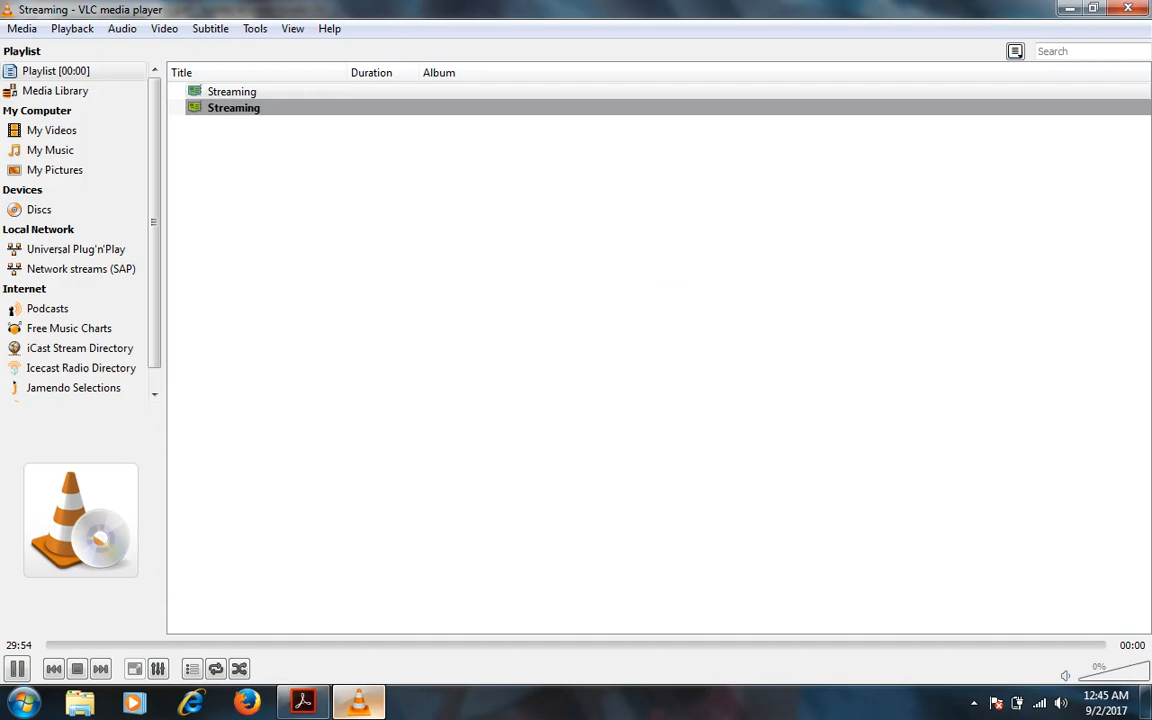 Streaming - VLC media player
Media Playback Audio Video Subtitle Tools View Help
Playlist
Search
Playlist [00:00]
Title Duration Album
Media Library
Streaming
My Computer
Streaming
My Videos
My Music
My Pictures
Devices
Discs
Local Network
Universal Plug'n'Play
Network streams (SAP)
Internet
Podcasts
Free Music Charts
iCast Stream Directory
Icecast Radio Directory
Jamendo Selections
29:54 00:00
0%
12:45 AM
9/2/2017